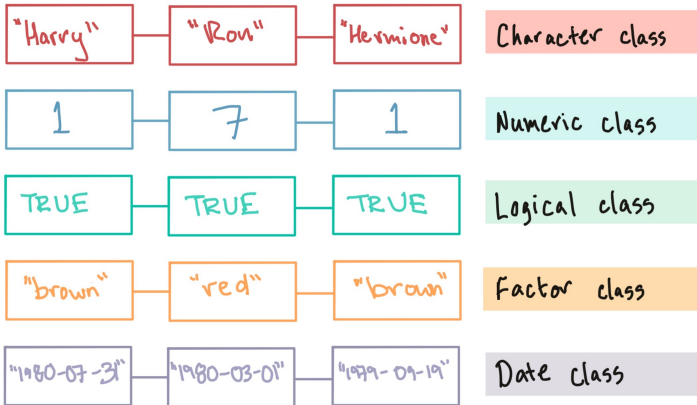 "Harry" "Ron" "Hermione" Character class
1 7 1 Numeric class
TRUE TRUE TRUE Logical class
"brown" "red" "brown" Factor class
"1980-07-31" "1980-03-01" "1979-09-19" Date class